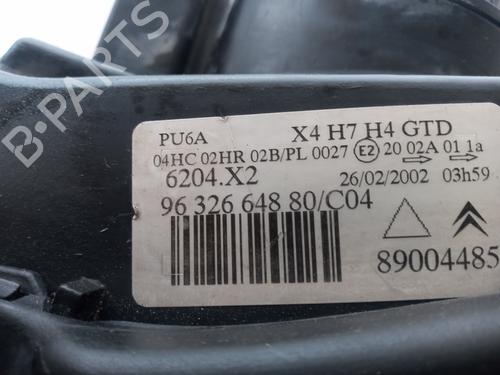 PU6A X4 H7 H4 GTD
04HC 02HR 02B/PL 0027 E2 20 02A 01 1a
6204.X2 26/02/2002 03h59
96 326 648 80/C04
89004485
B-PARTS